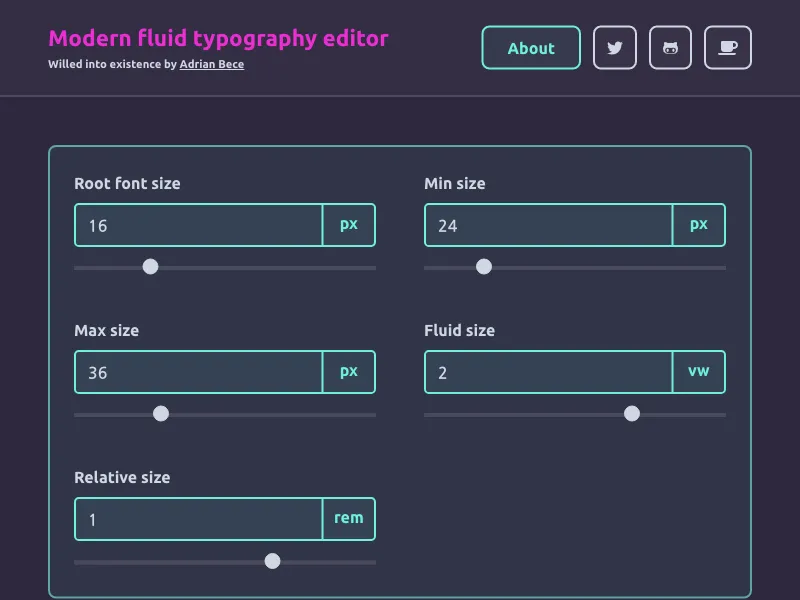 Modern fluid typography editor
Willed into existence by Adrian Bece
About
Root font size
16 px
Min size
24 px
Max size
36 px
Fluid size
2 vw
Relative size
1 rem